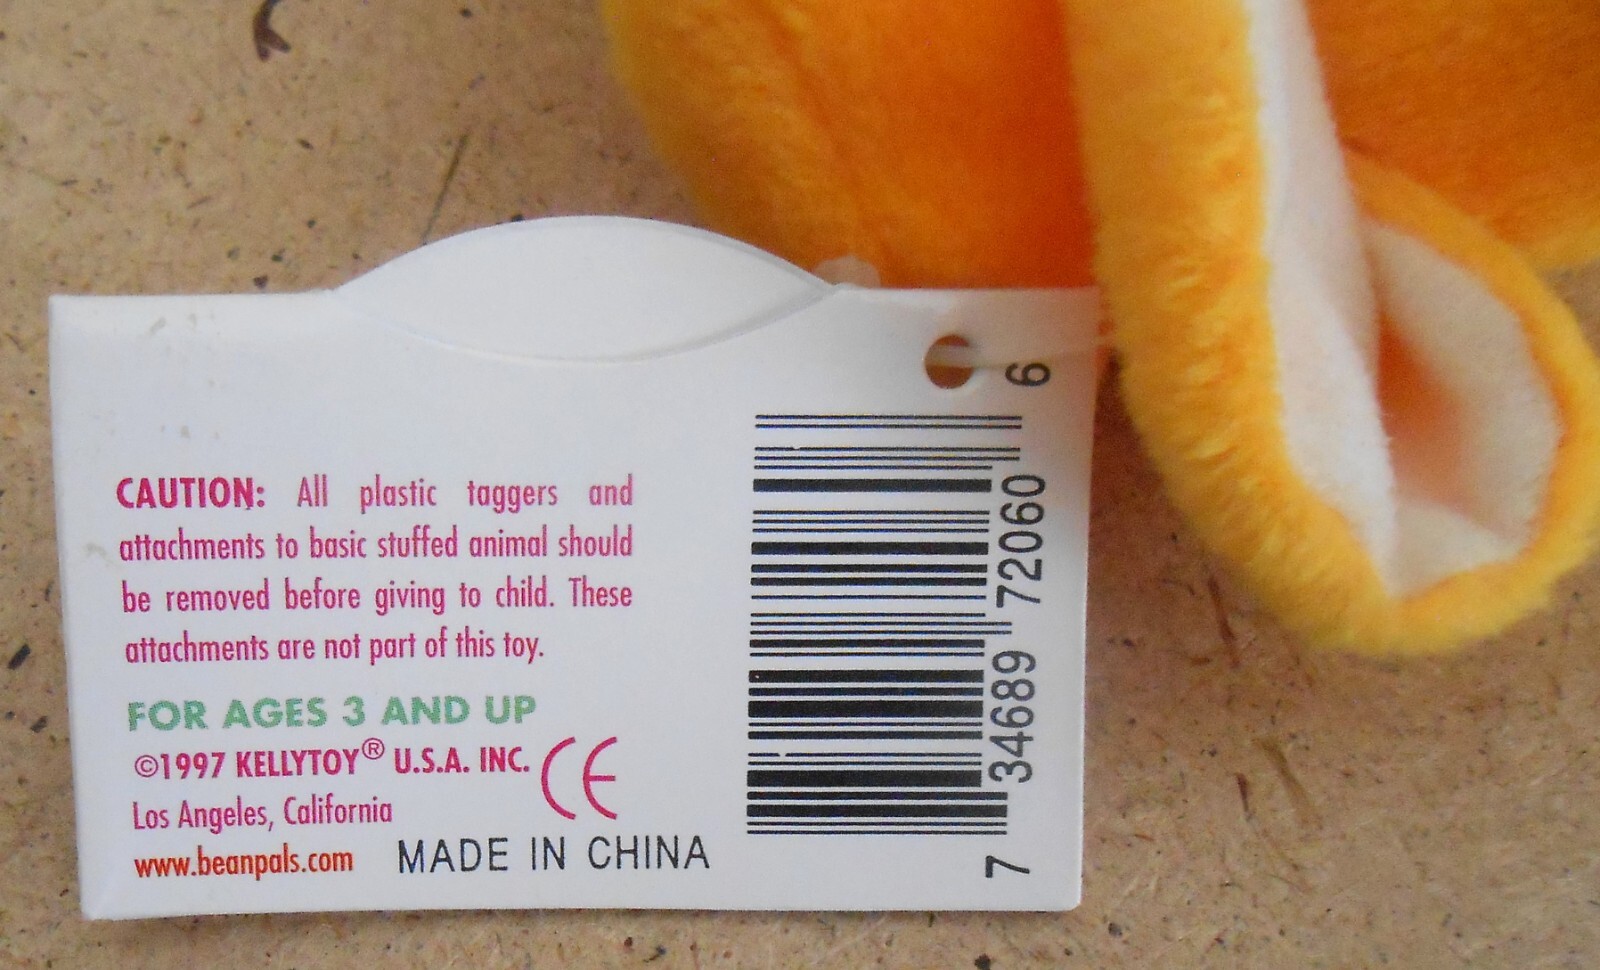 CAUTION: All plastic taggers and
attachments to basic stuffed animal should
be removed before giving to child. These
attachments are not part of this toy.
FOR AGES 3 AND UP
©1997 KELLYTOY® U.S.A. INC.
CE
Los Angeles, California
www.beanpals.com
MADE IN CHINA
7 34689 72060 6